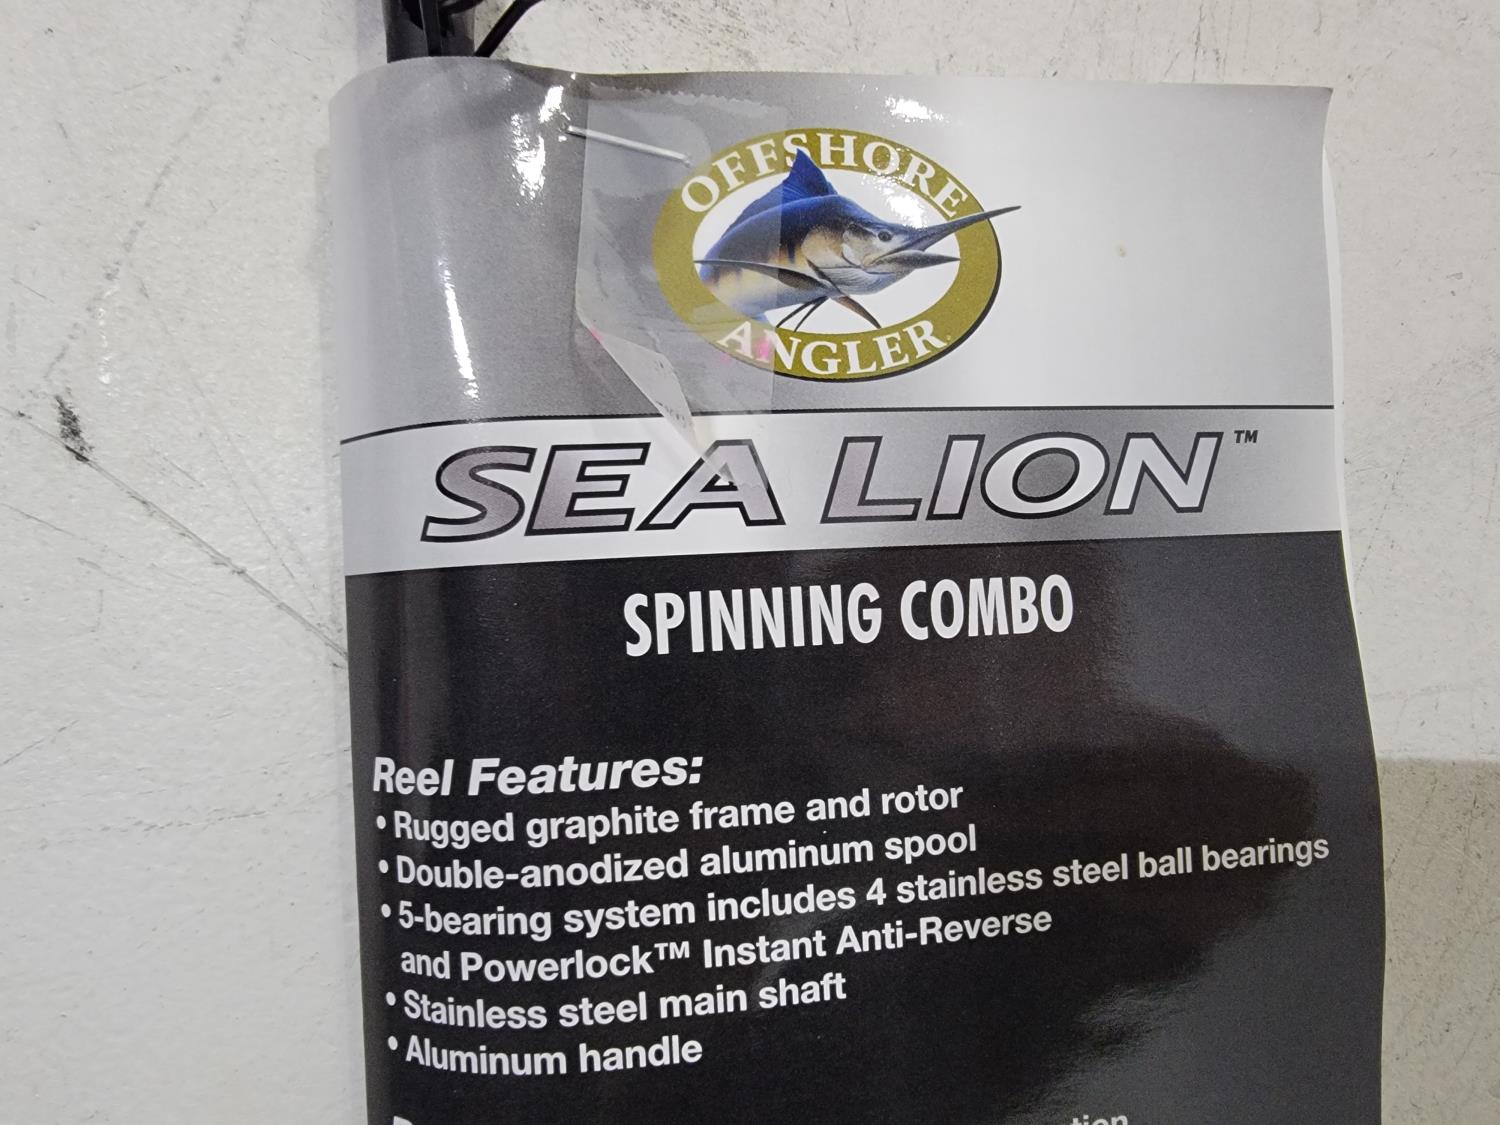 OFFSHORE
ANGLER
SEA LION™
SPINNING COMBO
Reel Features:
• Rugged graphite frame and rotor
• Double-anodized aluminum spool
• 5-bearing system includes 4 stainless steel ball bearings
and Powerlock™ Instant Anti-Reverse
• Stainless steel main shaft
• Aluminum handle